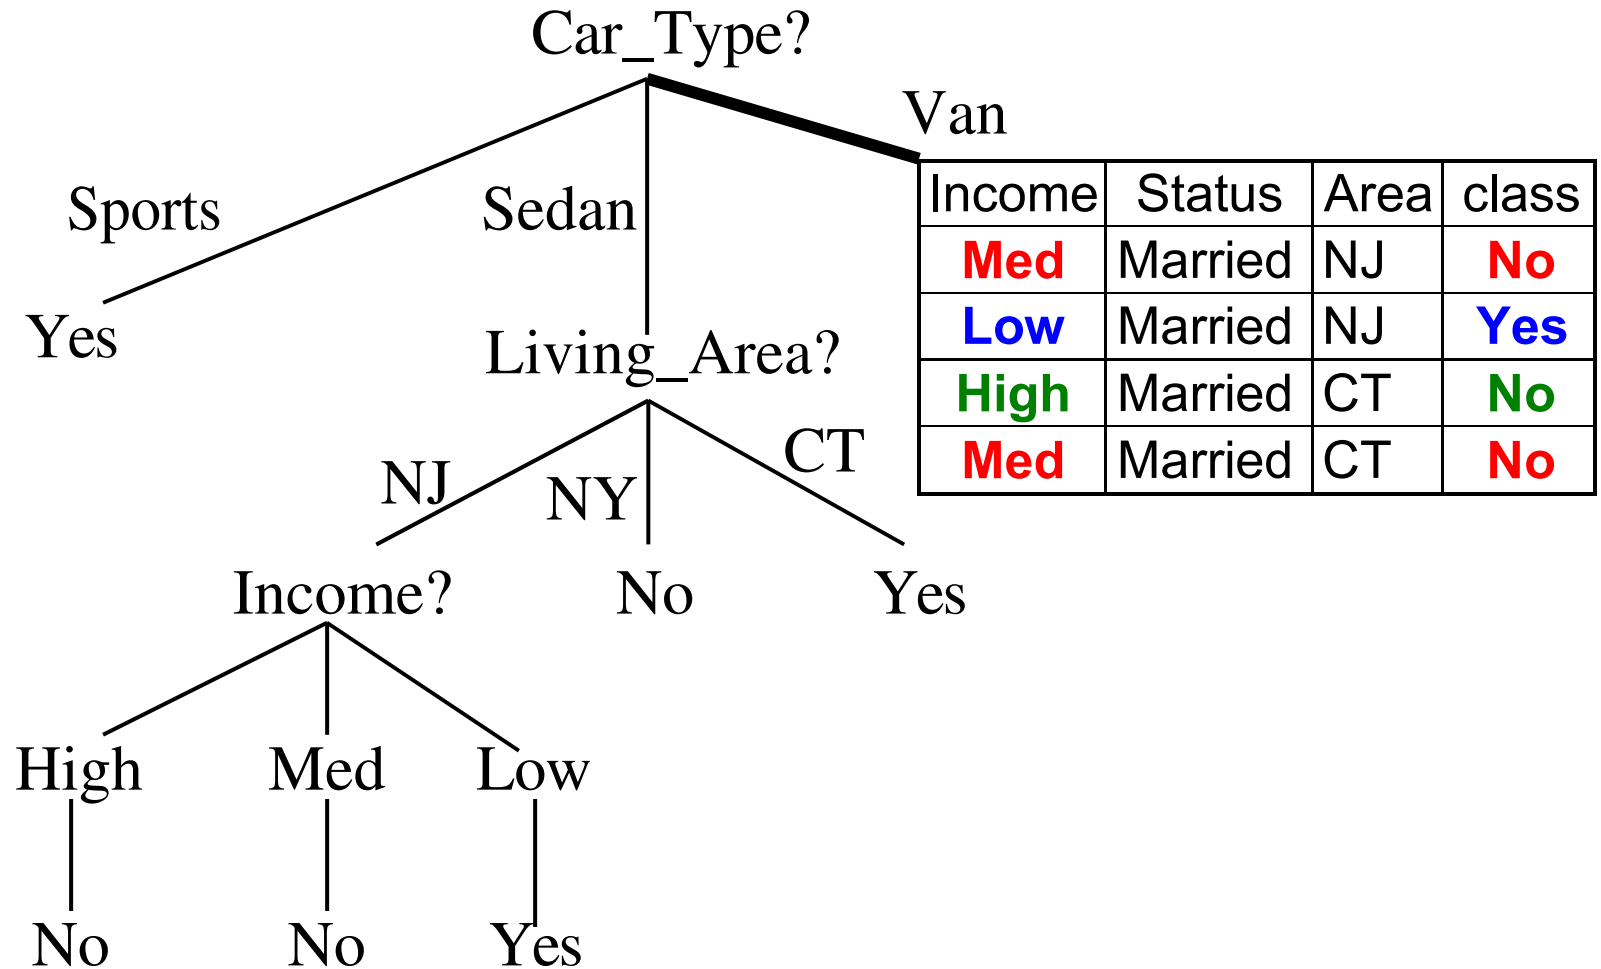 Car_Type?
Van
Sports
Sedan
Yes
Living_Area?
Income Status Area class
Med Married NJ No
Low Married NJ Yes
High Married CT No
Med Married CT No
NJ
NY
CT
Income?
No
Yes
High
Med
Low
No
No
Yes